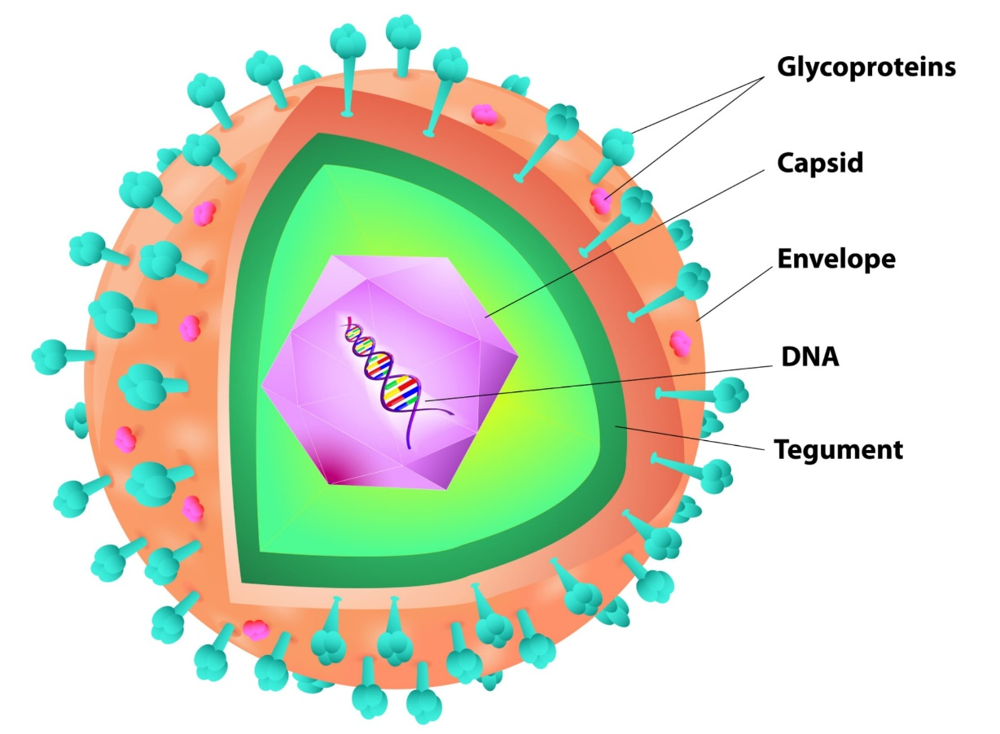 Glycoproteins
Capsid
Envelope
DNA
Tegument